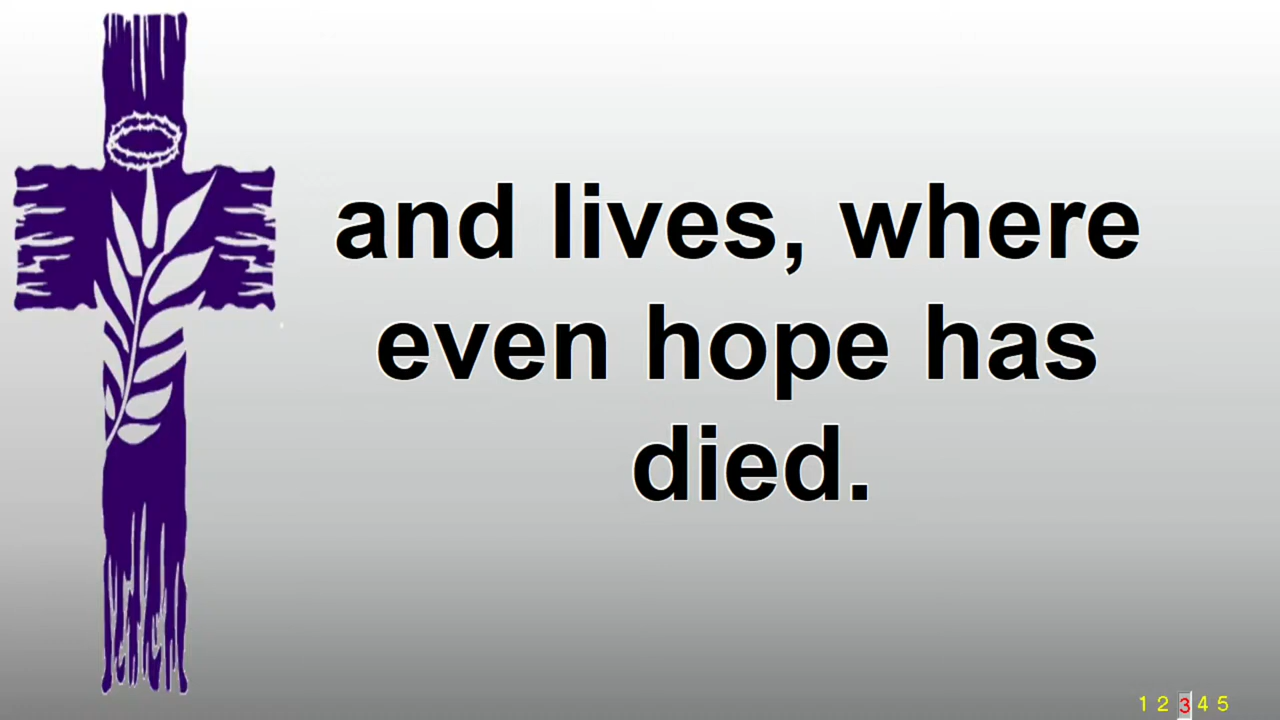 and lives, where
even hope has
died.
1 2 3 4 5